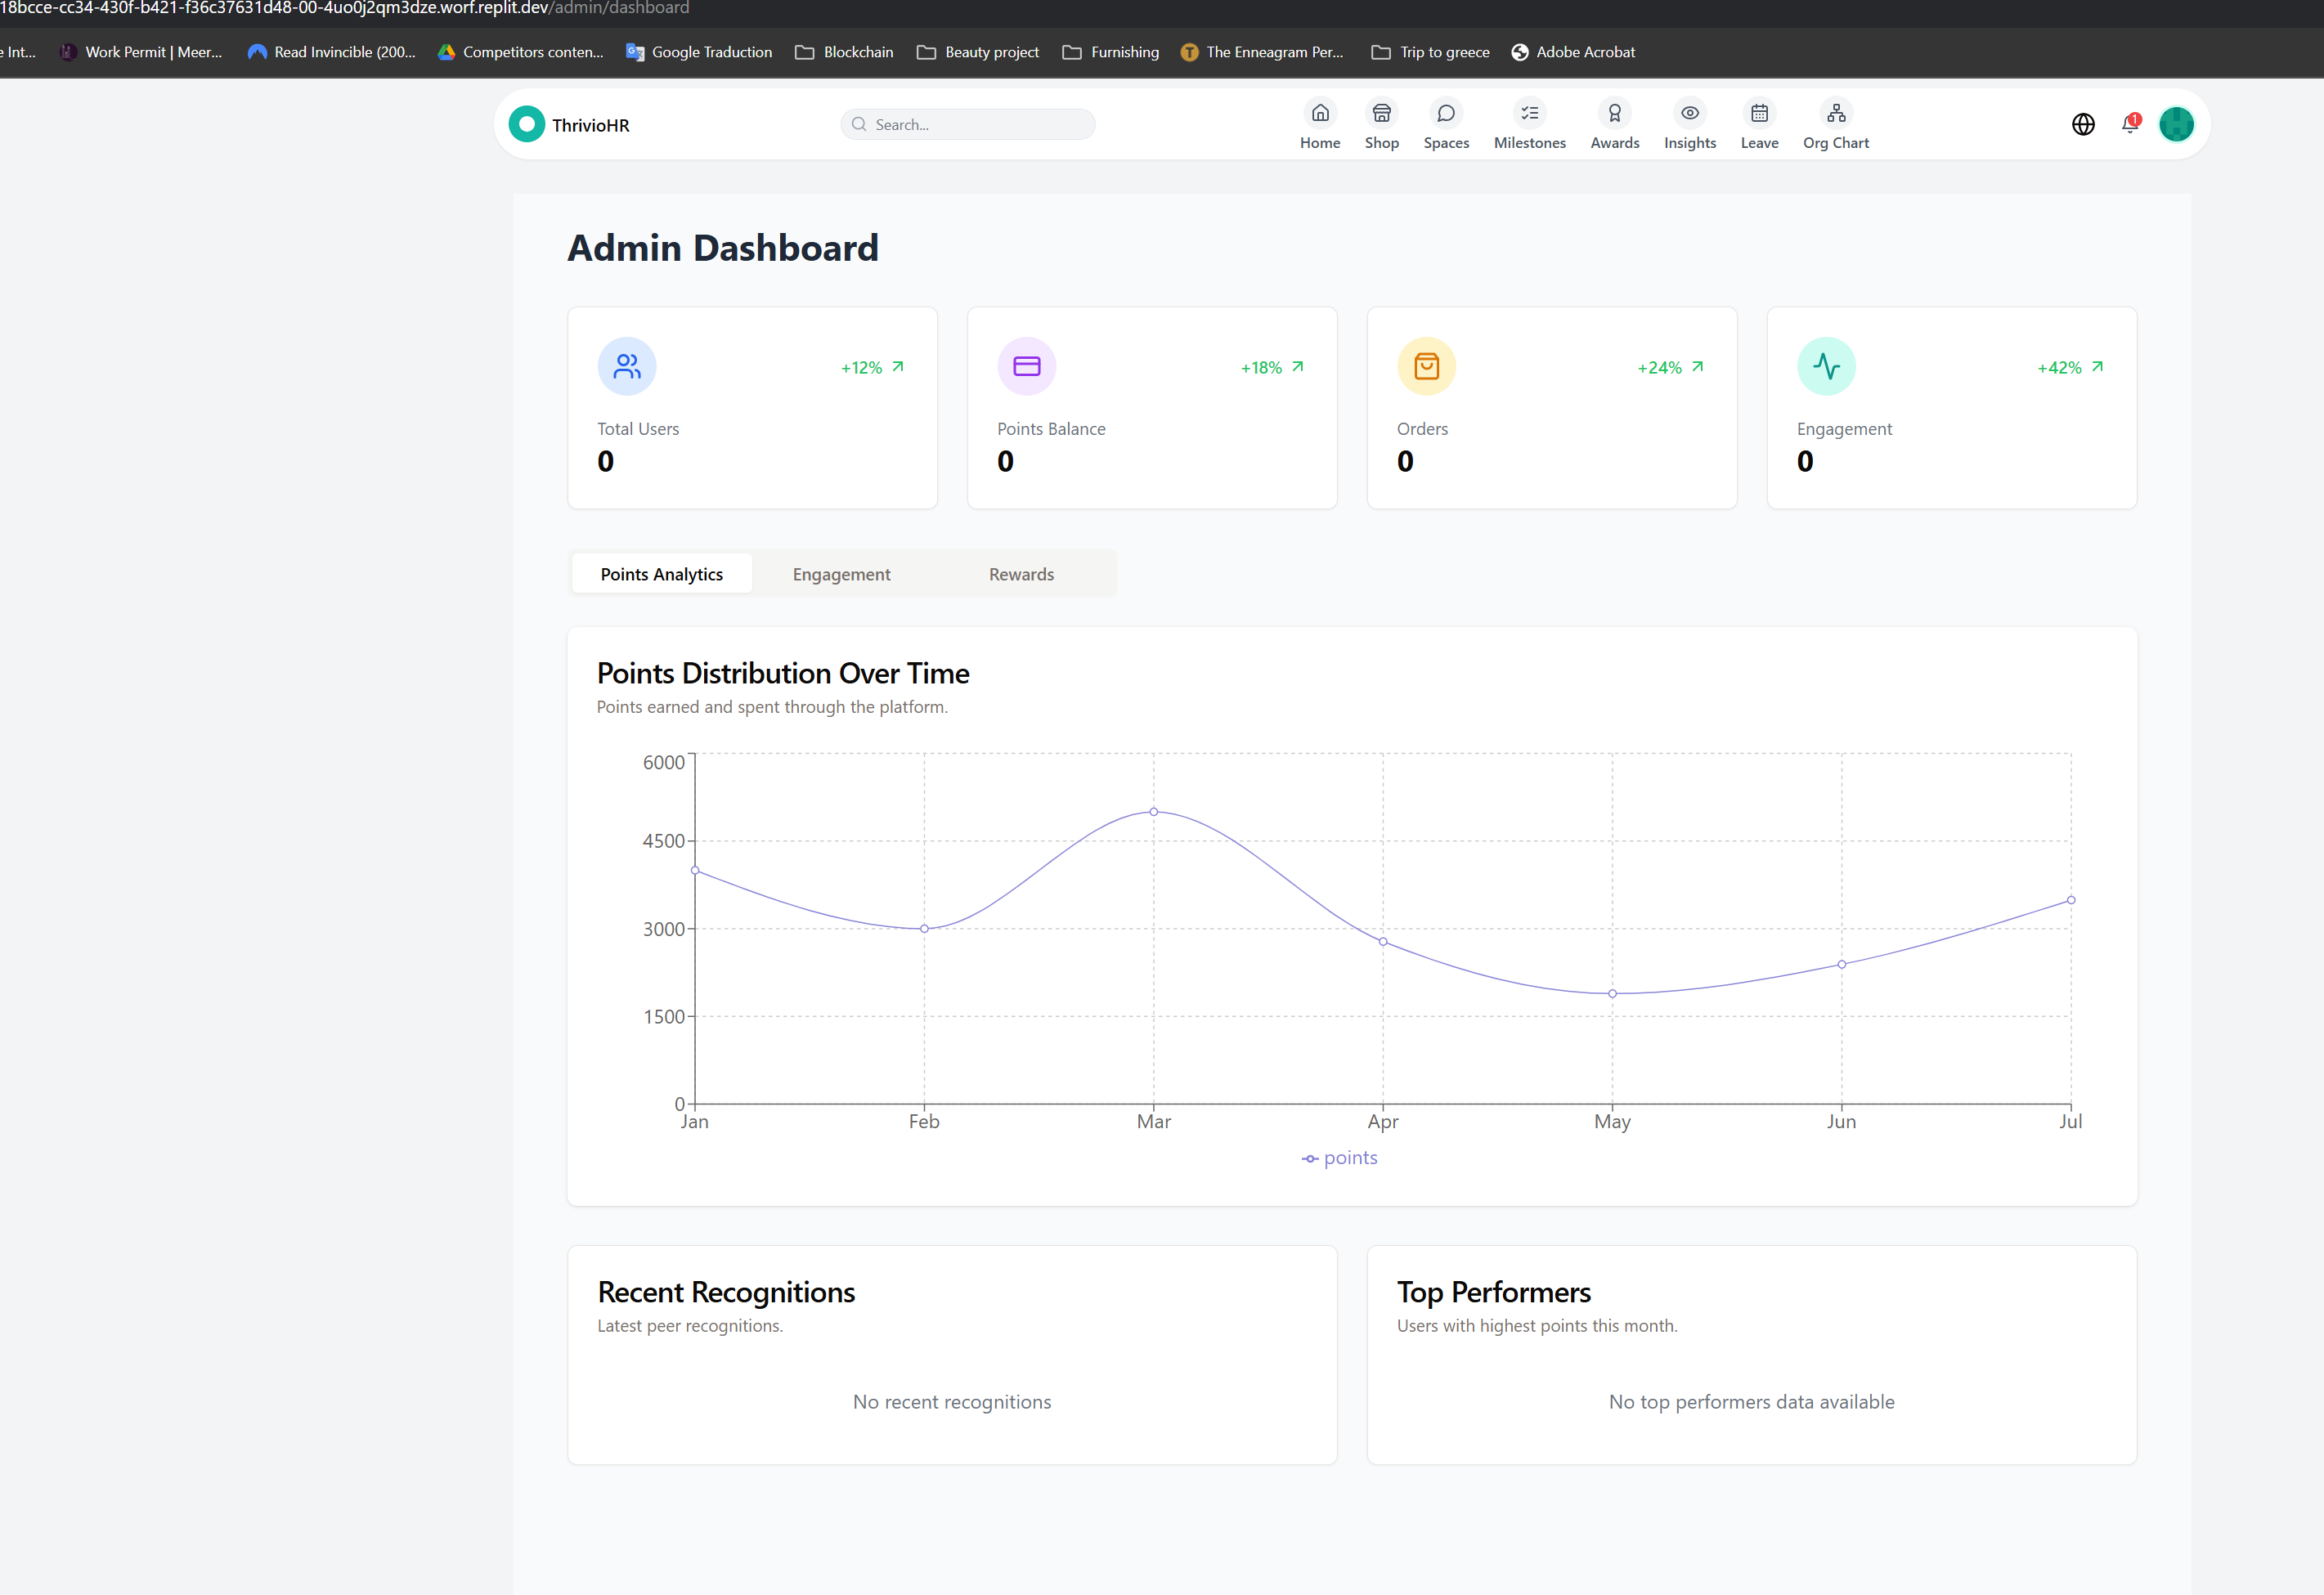 18bcce-cc34-430f-b421-f36c37631d48-00-4uo0j2qm3dze.worf.replit.dev/admin/dashboard
e Int... Work Permit | Meer... Read Invincible (200... Competitors conten... Google Traduction Blockchain Beauty project Furnishing The Enneagram Per... Trip to greece Adobe Acrobat
ThrivioHR Search... Home Shop Spaces Milestones Awards Insights Leave Org Chart 1
Admin Dashboard
+12% +18% +24% +42%
Total Users Points Balance Orders Engagement
0 0 0 0
Points Analytics Engagement Rewards
Points Distribution Over Time
Points earned and spent through the platform.
6000
4500
3000
1500
0
Jan Feb Mar Apr May Jun Jul
points
Recent Recognitions
Latest peer recognitions.
No recent recognitions
Top Performers
Users with highest points this month.
No top performers data available